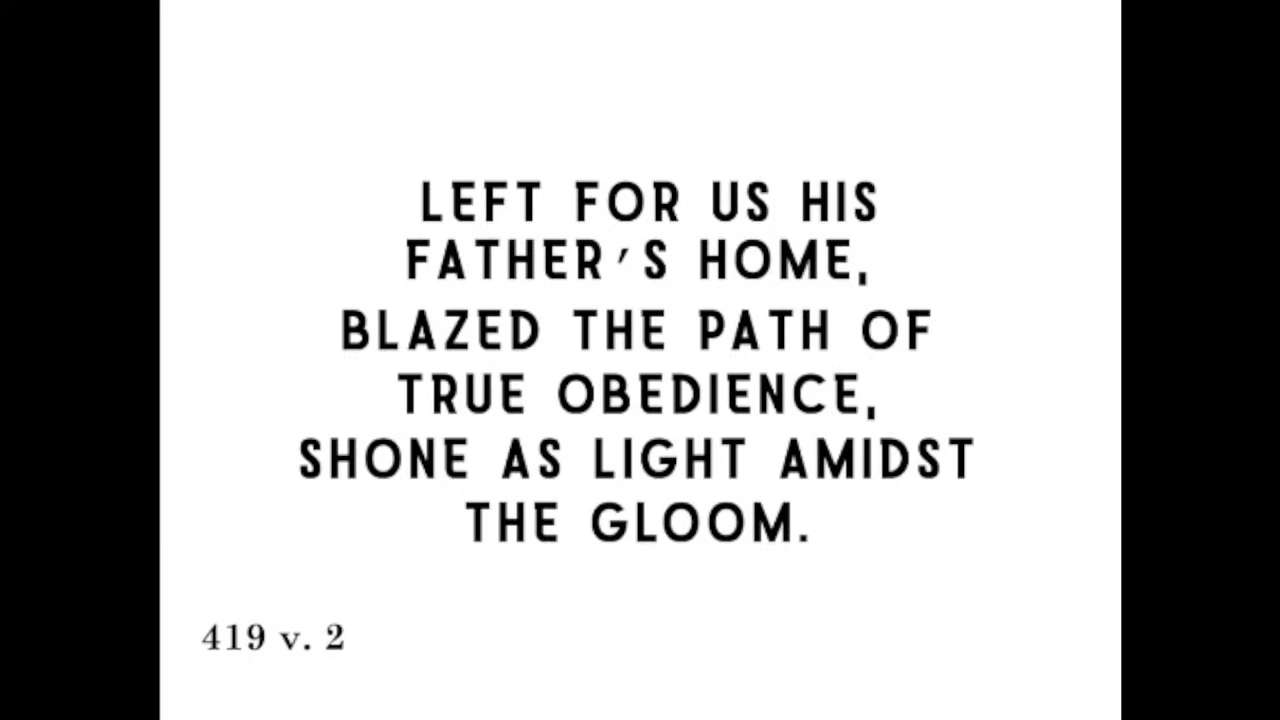 LEFT FOR US HIS
FATHER'S HOME,
BLAZED THE PATH OF
TRUE OBEDIENCE,
SHONE AS LIGHT AMIDST
THE GLOOM.
419 v. 2